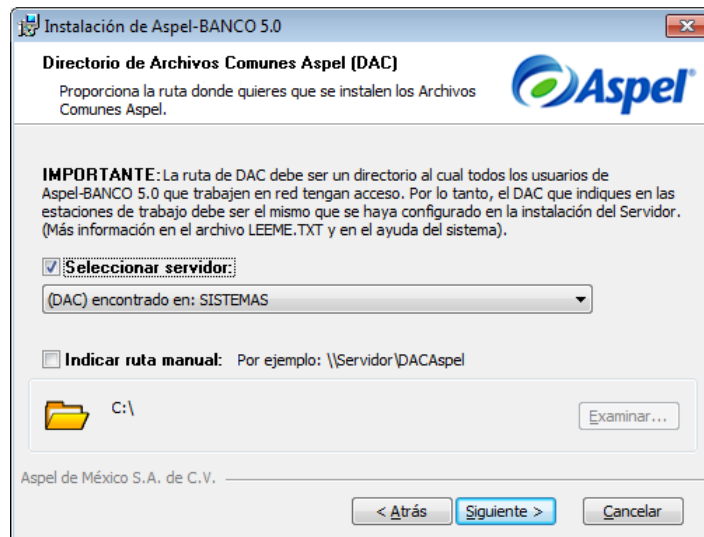 Instalación de Aspel-BANCO 5.0
Directorio de Archivos Comunes Aspel (DAC)
Proporciona la ruta donde quieres que se instalen los Archivos
Comunes Aspel.
Aspel
IMPORTANTE: La ruta de DAC debe ser un directorio al cual todos los usuarios de
Aspel-BANCO 5.0 que trabajen en red tengan acceso. Por lo tanto, el DAC que indiques en las
estaciones de trabajo debe ser el mismo que se haya configurado en la instalación del Servidor.
(Más información en el archivo LEEME.TXT y en el ayuda del sistema).
Seleccionar servidor:
(DAC) encontrado en: SISTEMAS
Indicar ruta manual: Por ejemplo: \\Servidor\DACAspel
C:\
Examinar...
Aspel de México S.A. de C.V.
< Atrás Siguiente > Cancelar